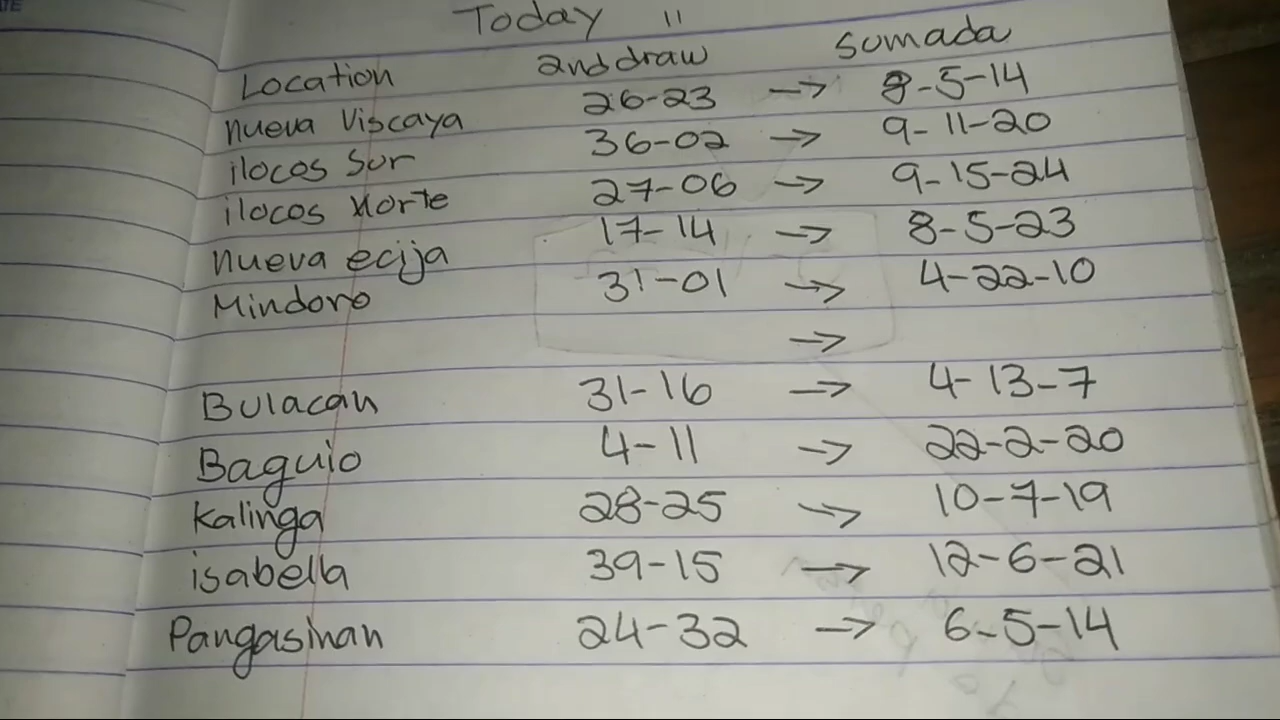 Today 11
Location 2nd draw Sumada
nueva Viscaya 26-23 → 8-5-14
ilocos Sur 36-02 → 9-11-20
ilocos Norte 27-06 → 9-15-24
nueva ecija 17-14 → 8-5-23
Mindoro 31-01 → 4-22-10
→
Bulacan 31-16 → 4-13-7
Baguio 4-11 → 22-2-20
Kalinga 28-25 → 10-7-19
isabella 39-15 → 12-6-21
Pangasinan 24-32 → 6-5-14